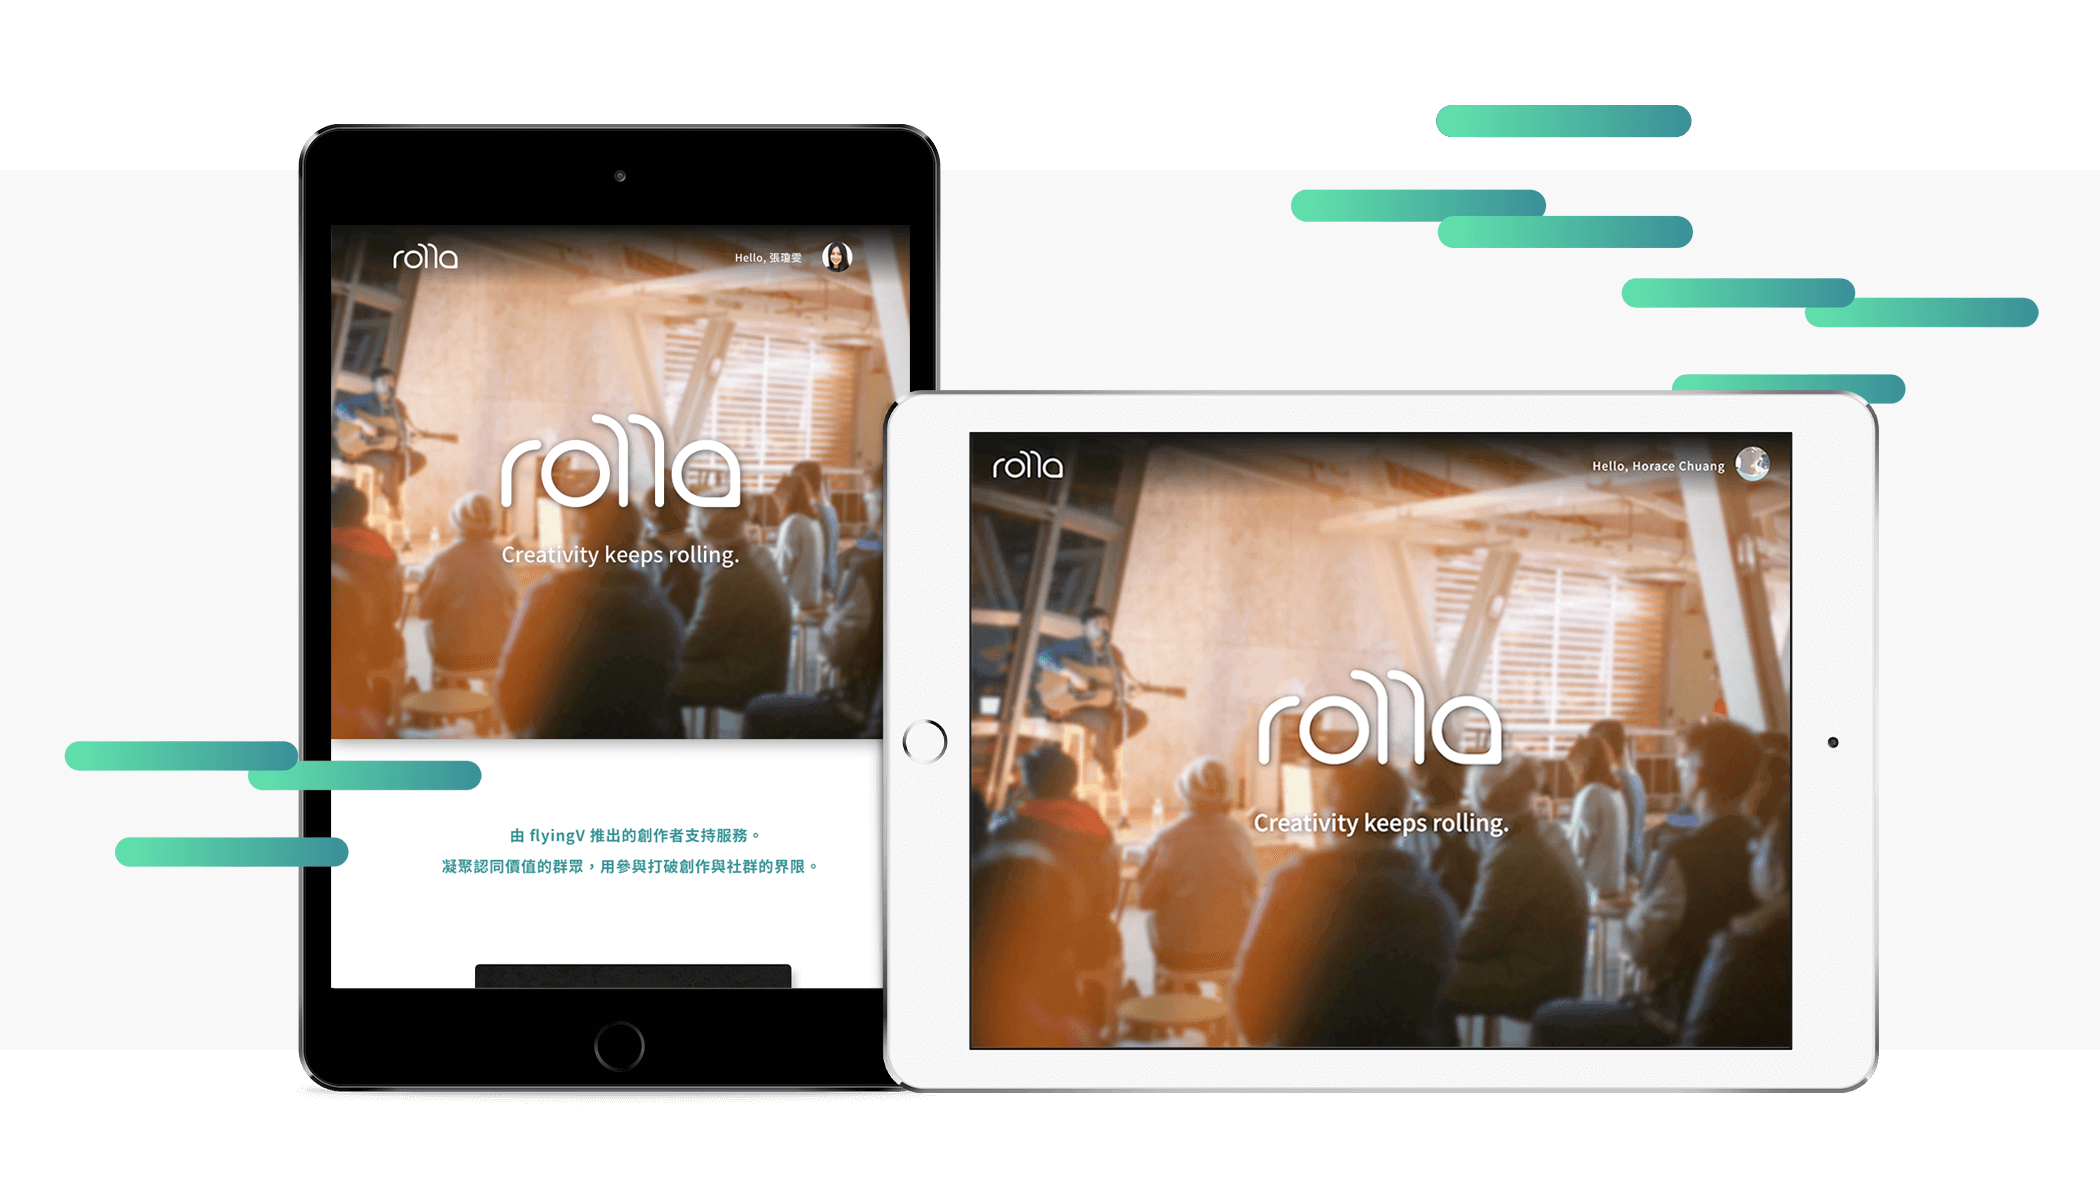 rolla
Hello, 張瓊雯
rolla
Creativity keeps rolling.
由 flyingV 推出的創作者支持服務。
凝聚認同價值的群眾，用參與打破創作與社群的界限。
rolla
Hello, Horace Chuang
rolla
Creativity keeps rolling.